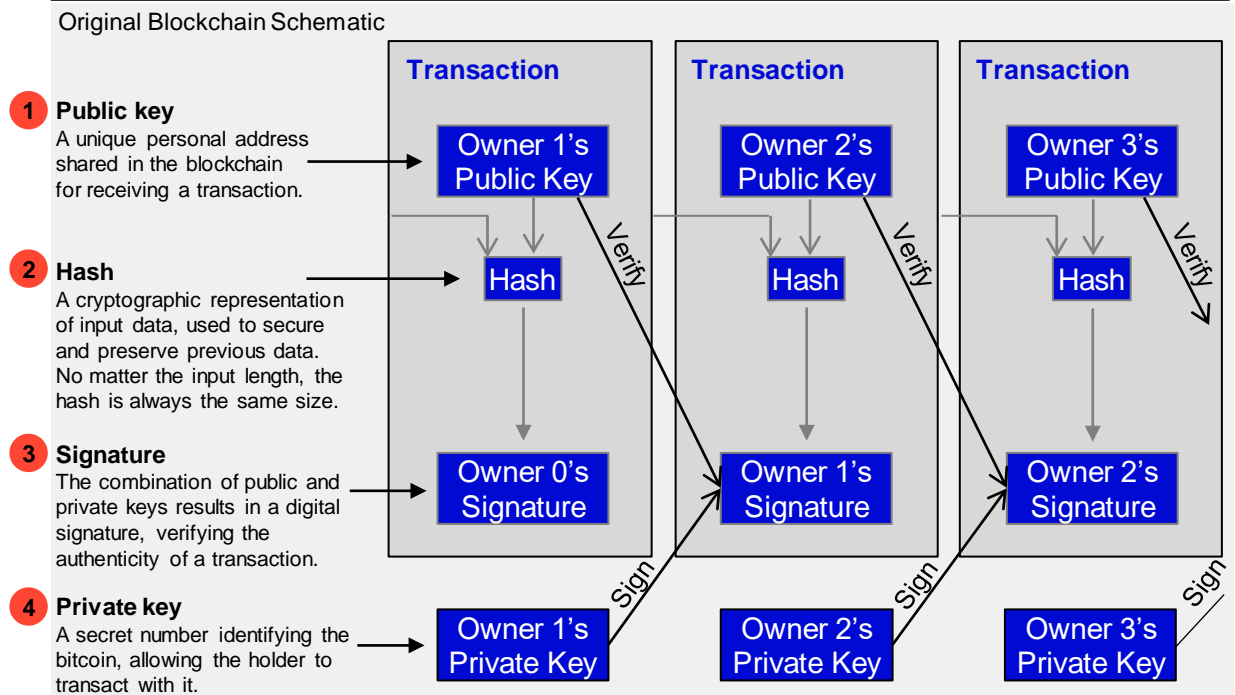 Original Blockchain Schematic
1 Public key
A unique personal address
shared in the blockchain
for receiving a transaction.
2 Hash
A cryptographic representation
of input data, used to secure
and preserve previous data.
No matter the input length, the
hash is always the same size.
3 Signature
The combination of public and
private keys results in a digital
signature, verifying the
authenticity of a transaction.
4 Private key
A secret number identifying the
bitcoin, allowing the holder to
transact with it.
Transaction
Owner 1's
Public Key
Hash
Verify
Owner 0's
Signature
Owner 1's
Private Key
Sign
Transaction
Owner 2's
Public Key
Hash
Verify
Owner 1's
Signature
Owner 2's
Private Key
Sign
Transaction
Owner 3's
Public Key
Hash
Verify
Owner 2's
Signature
Owner 3's
Private Key
Sign